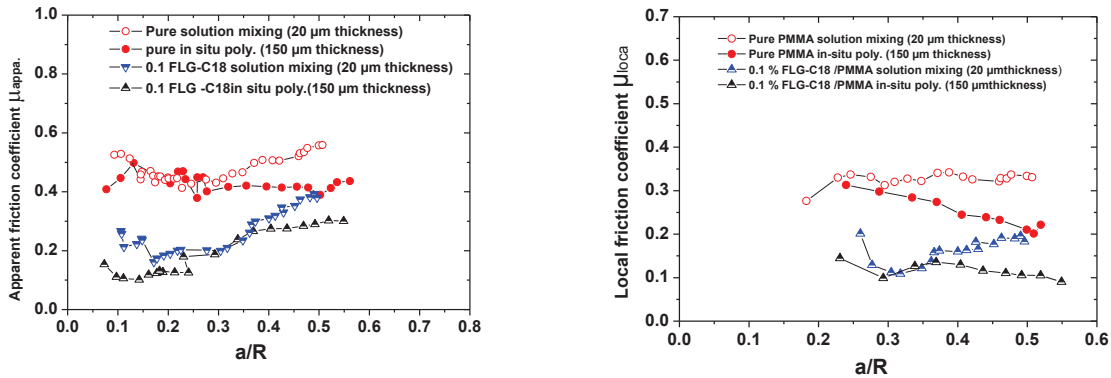 Pure solution mixing (20 µm thickness)
pure in situ poly. (150 µm thickness)
0.1 FLG-C18 solution mixing (20 µm thickness)
0.1 FLG -C18in situ poly.(150 µm thickness)
Apparent friction coefficient µappa.
1.0
0.8
0.6
0.4
0.2
0.0
0.0 0.1 0.2 0.3 0.4 0.5 0.6 0.7 0.8
a/R
Pure PMMA solution mixing (20 µm thickness)
Pure PMMA in-situ poly. (150 µm thickness)
0.1 % FLG-C18 /PMMA solution mixing (20 µmthickness)
0.1 % FLG-C18 /PMMA in-situ poly. (150 µmthickness)
Local friction coefficient µloca
0.7
0.6
0.5
0.4
0.3
0.2
0.1
0.0
0.0 0.1 0.2 0.3 0.4 0.5 0.6
a/R